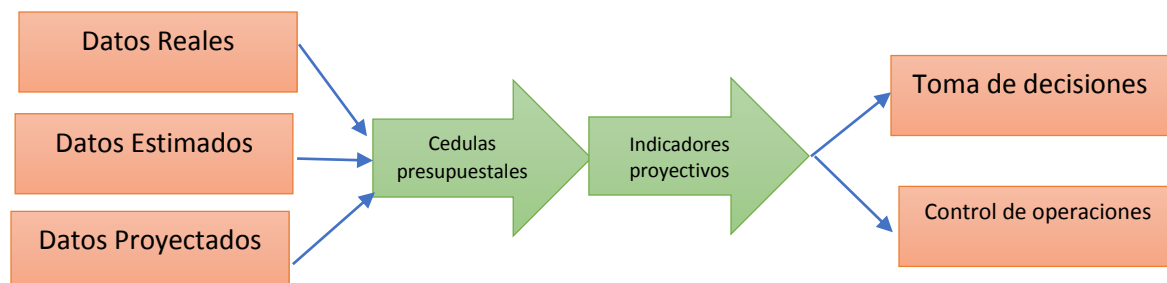 Datos Reales
Datos Estimados
Datos Proyectados
Cedulas
presupuestales
Indicadores
proyectivos
Toma de decisiones
Control de operaciones